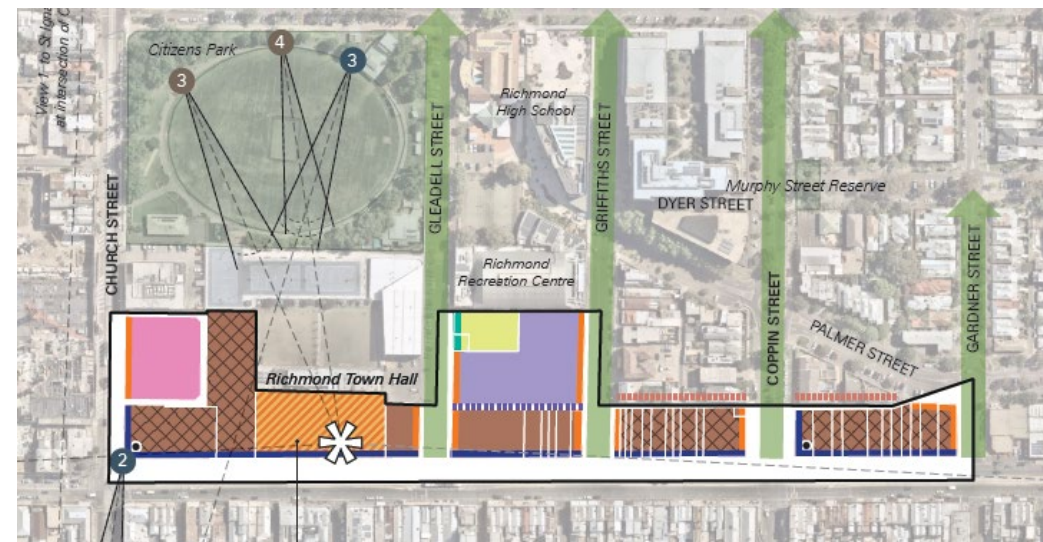 View 1 to St Igna
at intersection of C
Citizens Park
3
4
3
CHURCH STREET
GLEADELL STREET
Richmond
High School
GRIFFITHS STREET
Murphy Street Reserve
DYER STREET
COPPIN STREET
PALMER STREET
GARDNER STREET
Richmond
Recreation Centre
Richmond Town Hall
2